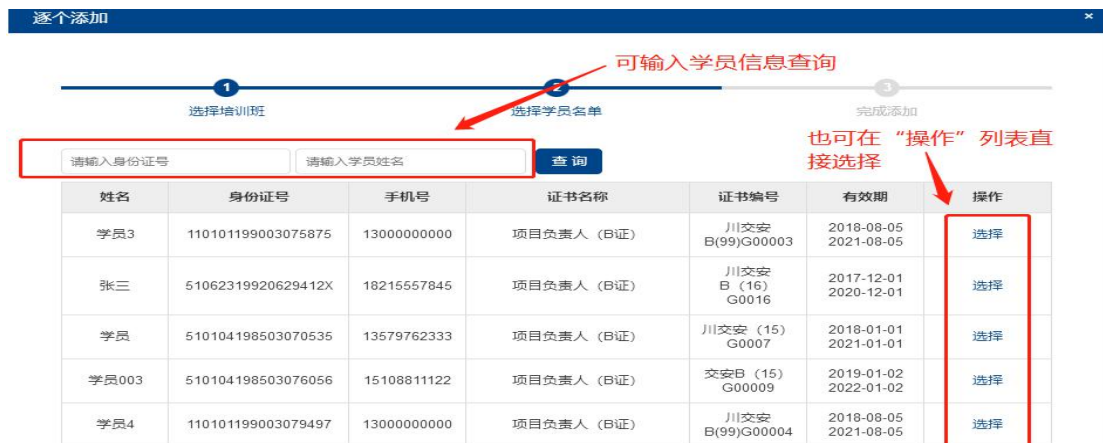 逐个添加 ×
可输入学员信息查询
1 2 3
选择培训班 选择学员名单 完成添加
也可在“操作”列表直
接选择
请输入身份证号 请输入学员姓名 查 询
姓名 身份证号 手机号 证书名称 证书编号 有效期 操作
学员3 110101199003075875 13000000000 项目负责人（B证） 川交安 B(99)G00003 2018-08-05 2021-08-05 选择
张三 51062319920629412X 18215557845 项目负责人（B证） 川交安 B（16） G0016 2017-12-01 2020-12-01 选择
学员 510104198503070535 13579762333 项目负责人（B证） 川交安（15） G0007 2018-01-01 2021-01-01 选择
学员003 510104198503076056 15108811122 项目负责人（B证） 交安B（15） G00009 2019-01-02 2022-01-02 选择
学员4 110101199003079497 13000000000 项目负责人（B证） 川交安 B(99)G00004 2018-08-05 2021-08-05 选择